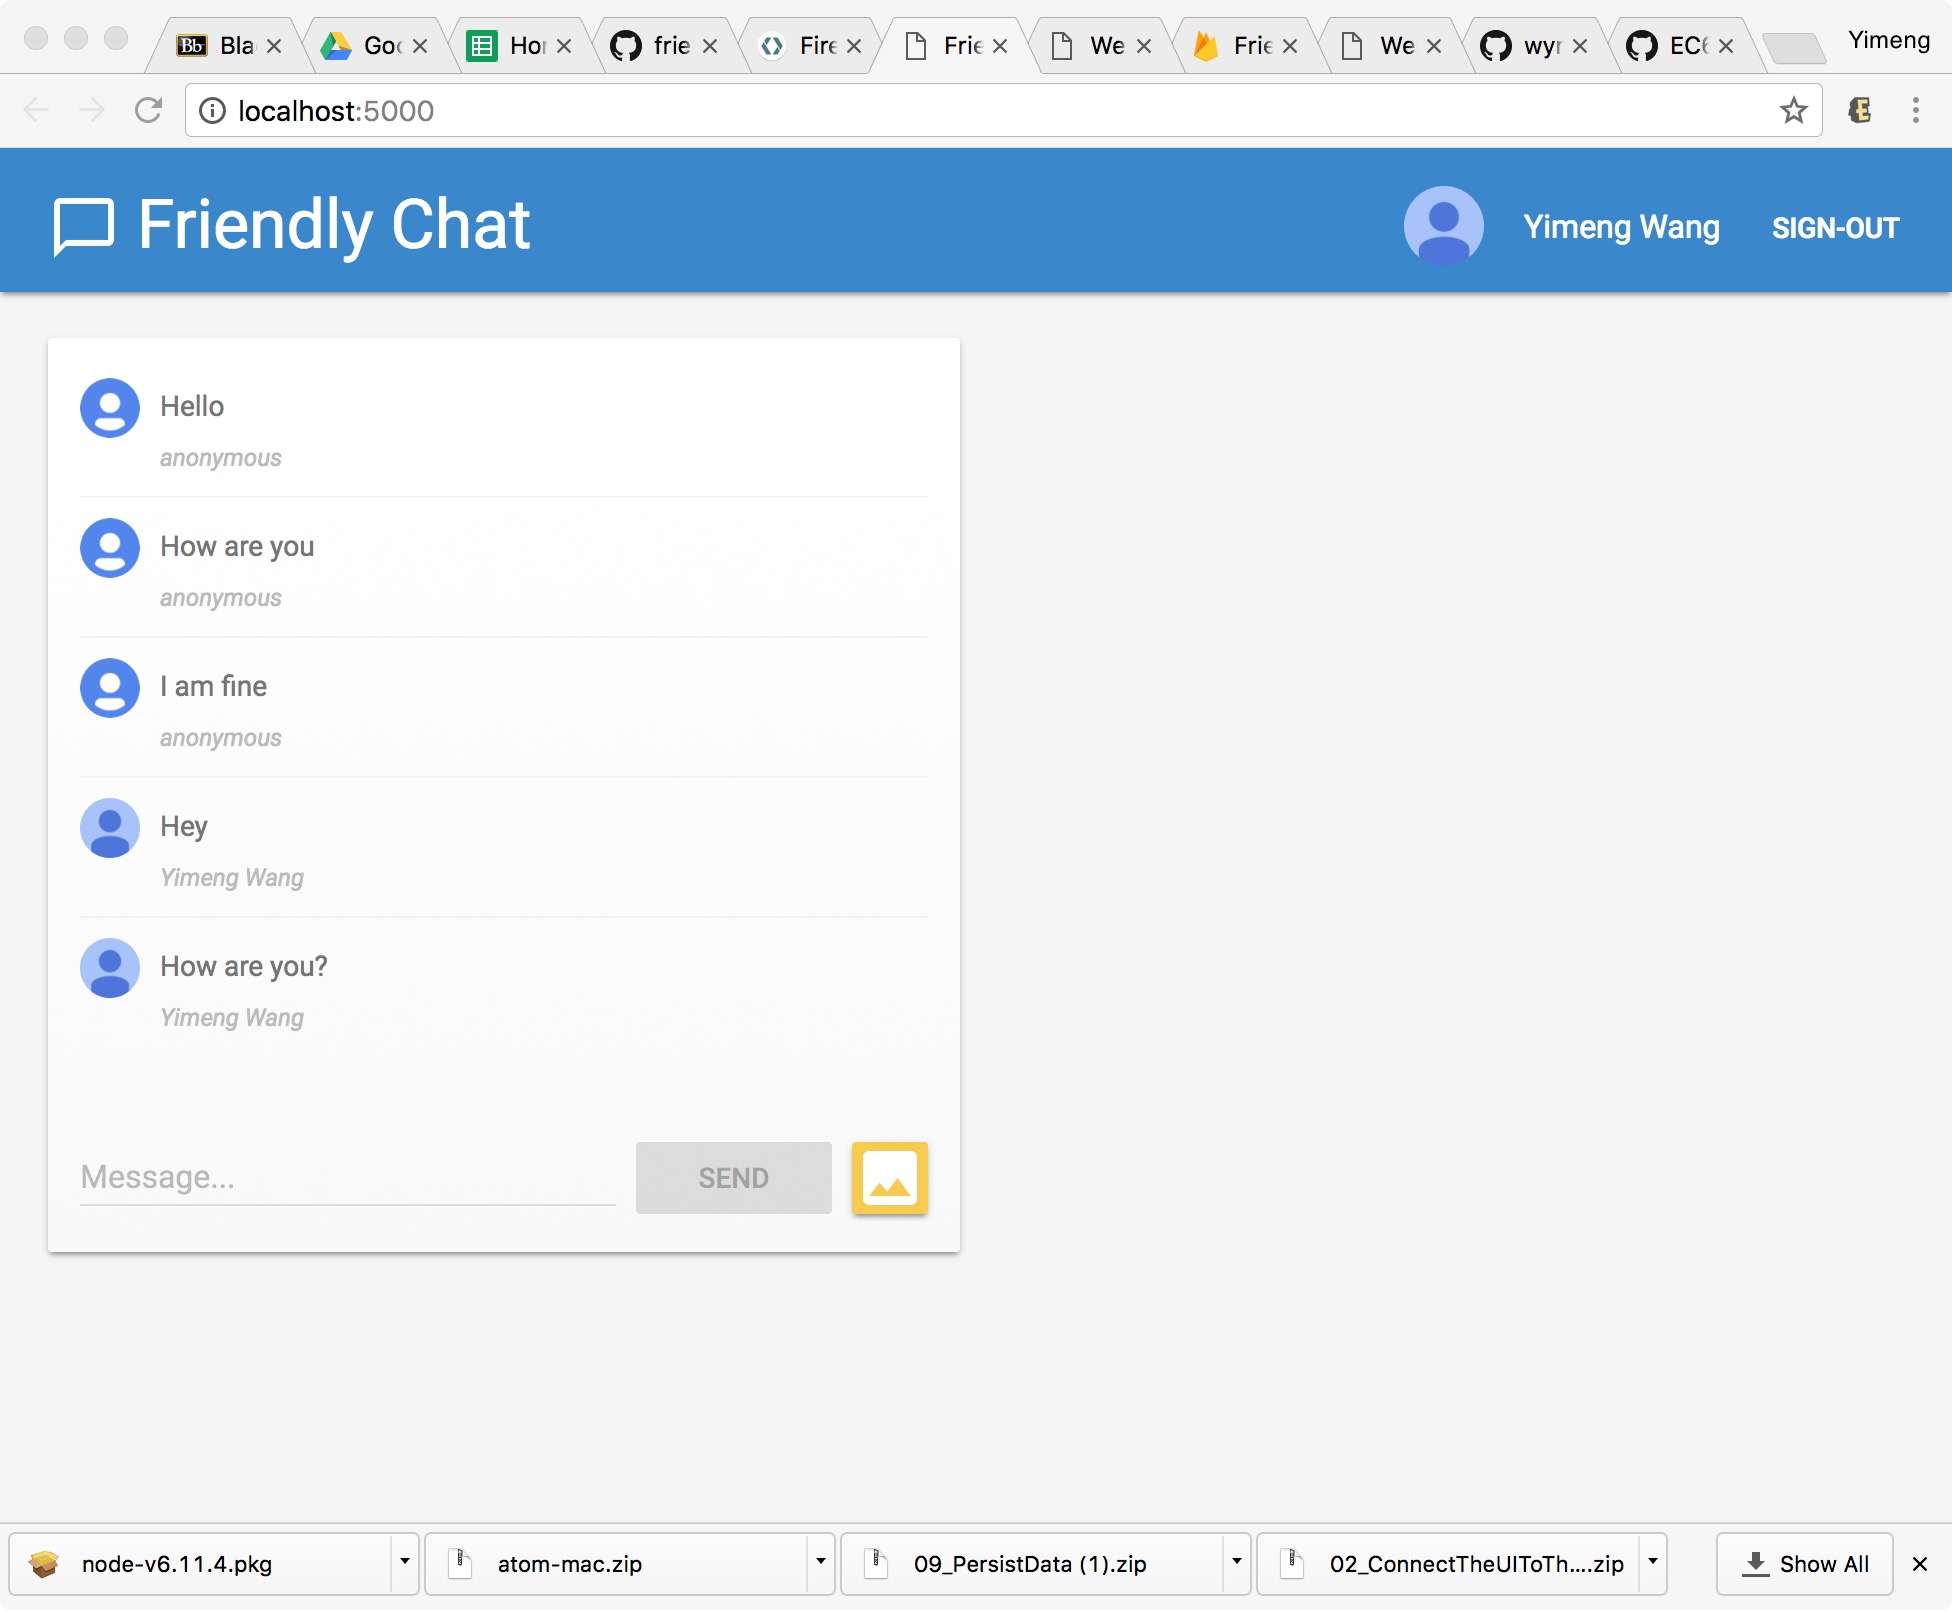 Bb Bla Goo Hor frie Fire Frie We Frie We wyr EC6 Yimeng
localhost:5000 E
Friendly Chat Yimeng Wang SIGN-OUT
Hello
anonymous
How are you
anonymous
I am fine
anonymous
Hey
Yimeng Wang
How are you?
Yimeng Wang
Message... SEND
node-v6.11.4.pkg atom-mac.zip 09_PersistData (1).zip 02_ConnectTheUIToTh....zip Show All